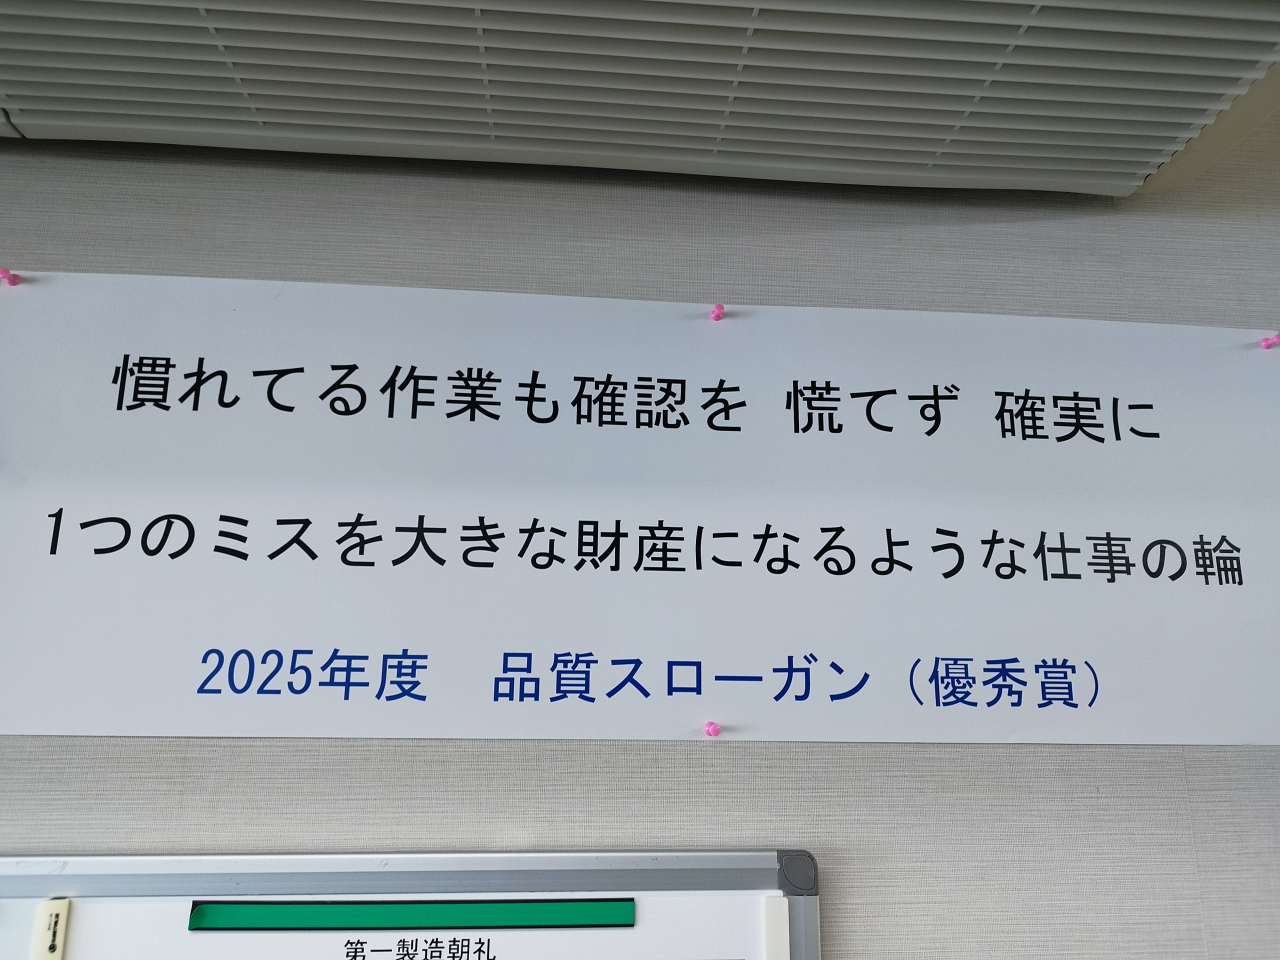 慣れてる作業も確認を 慌てず 確実に
1つのミスを大きな財産になるような仕事の輪
2025年度 品質スローガン（優秀賞）
第一製造朝礼